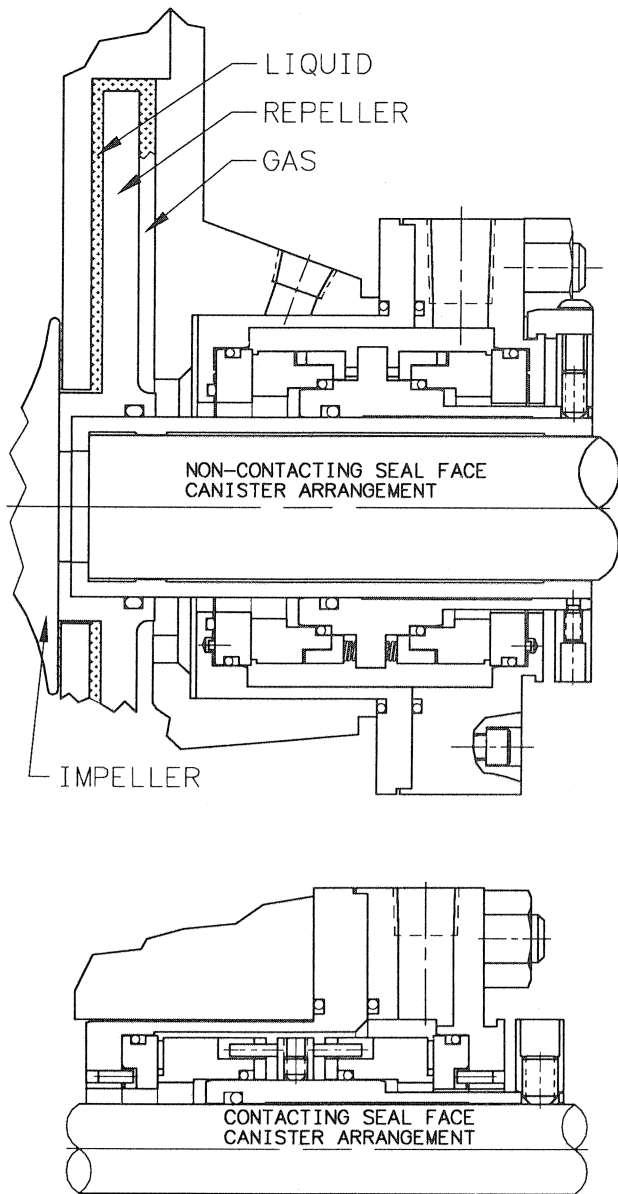 LIQUID
REPELLER
GAS
NON-CONTACTING SEAL FACE
CANISTER ARRANGEMENT
IMPELLER
CONTACTING SEAL FACE
CANISTER ARRANGEMENT